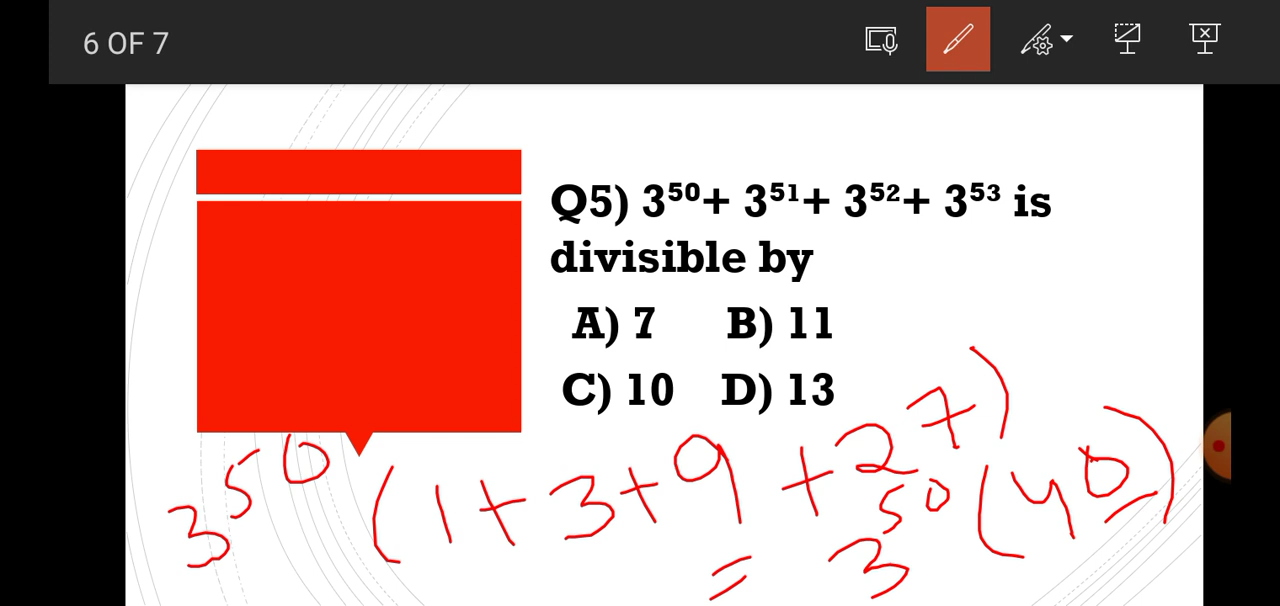 6 OF 7
Q5) 3⁵⁰+ 3⁵¹+ 3⁵²+ 3⁵³ is
divisible by
A) 7 B) 11
C) 10 D) 13
3⁵⁰ (1+3+9+27)
= 3⁵⁰(40)